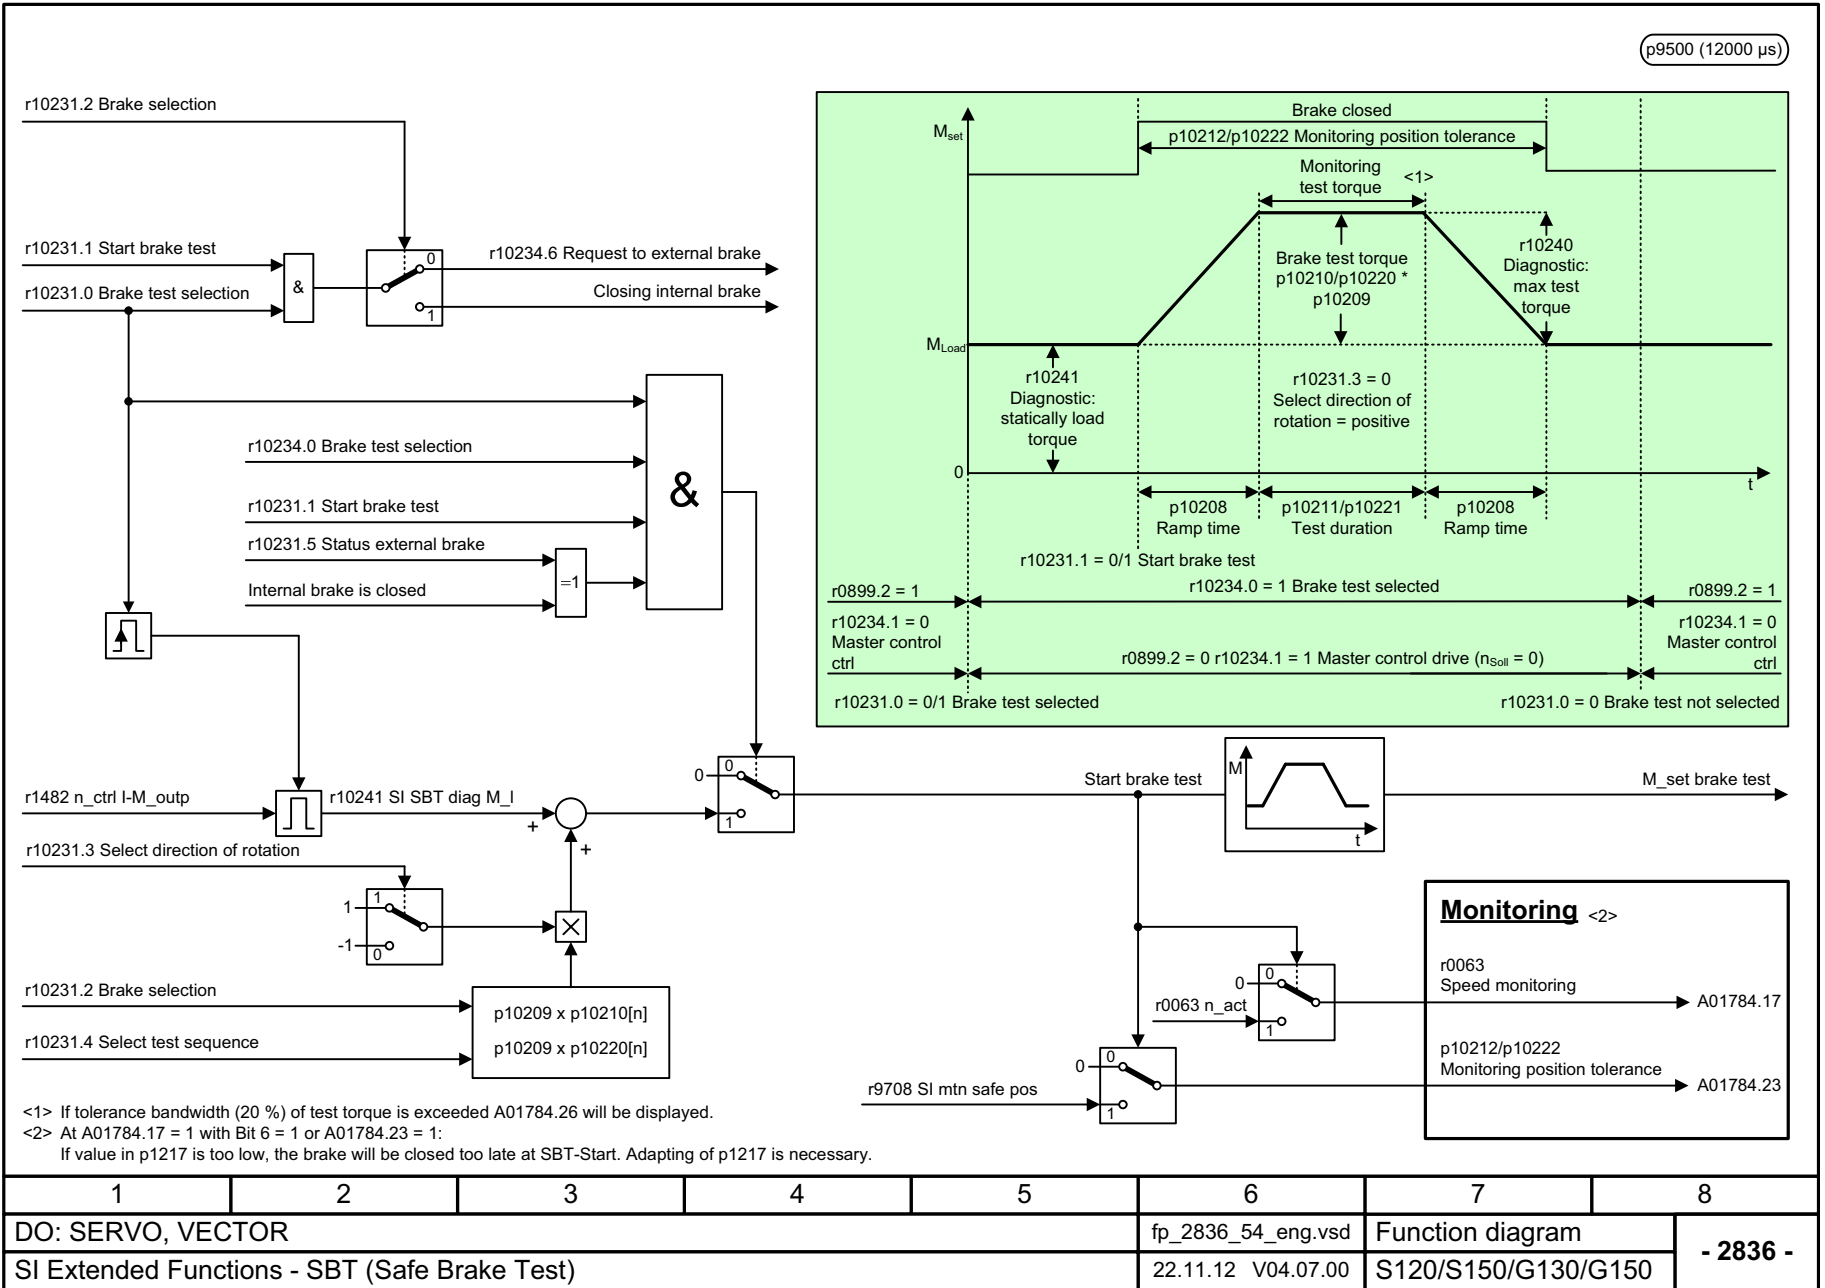 p9500 (12000 µs)
r10231.2 Brake selection
r10231.1 Start brake test
r10231.0 Brake test selection
&
0
1
r10234.6 Request to external brake
Closing internal brake
r10234.0 Brake test selection
r10231.1 Start brake test
r10231.5 Status external brake
Internal brake is closed
=1
&
r1482 n_ctrl I-M_outp
r10241 SI SBT diag M_l
+
+
r10231.3 Select direction of rotation
1
1
-1
0
r10231.2 Brake selection
r10231.4 Select test sequence
p10209 x p10210[n]
p10209 x p10220[n]
0
0
1
Start brake test
M
t
M_set brake test
Brake closed
Mset
p10212/p10222 Monitoring position tolerance
Monitoring
test torque
<1>
r10240
Diagnostic:
max test
torque
Brake test torque
p10210/p10220 *
p10209
MLoad
r10241
Diagnostic:
statically load
torque
r10231.3 = 0
Select direction of
rotation = positive
0
t
p10208
Ramp time
p10211/p10221
Test duration
p10208
Ramp time
r10231.1 = 0/1 Start brake test
r0899.2 = 1
r10234.0 = 1 Brake test selected
r0899.2 = 1
r10234.1 = 0
Master control
ctrl
r0899.2 = 0 r10234.1 = 1 Master control drive (nSoll = 0)
r10234.1 = 0
Master control
ctrl
r10231.0 = 0/1 Brake test selected
r10231.0 = 0 Brake test not selected
0
0
r0063 n_act
1
0
0
r9708 SI mtn safe pos
1
Monitoring <2>
r0063
Speed monitoring
A01784.17
p10212/p10222
Monitoring position tolerance
A01784.23
<1> If tolerance bandwidth (20 %) of test torque is exceeded A01784.26 will be displayed.
<2> At A01784.17 = 1 with Bit 6 = 1 or A01784.23 = 1:
If value in p1217 is too low, the brake will be closed too late at SBT-Start. Adapting of p1217 is necessary.
1 2 3 4 5 6 7 8
DO: SERVO, VECTOR
fp_2836_54_eng.vsd
Function diagram
- 2836 -
SI Extended Functions - SBT (Safe Brake Test)
22.11.12 V04.07.00
S120/S150/G130/G150